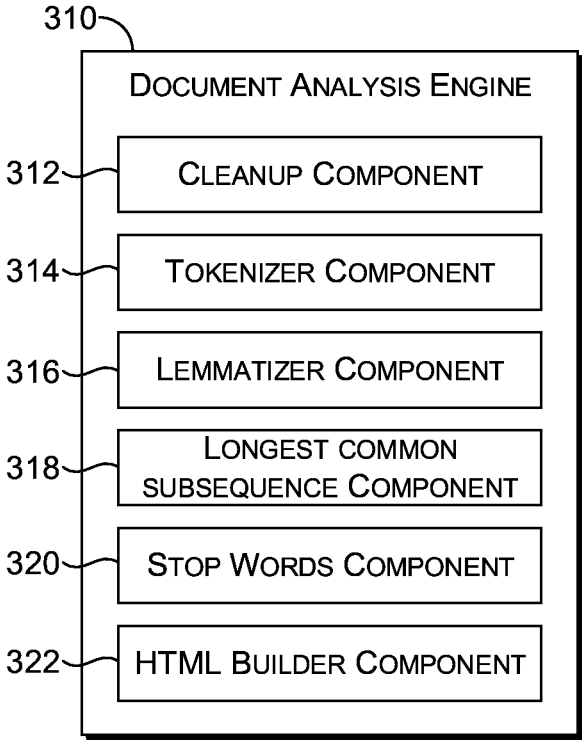 310
DOCUMENT ANALYSIS ENGINE
312 CLEANUP COMPONENT
314 TOKENIZER COMPONENT
316 LEMMATIZER COMPONENT
318 LONGEST COMMON
SUBSEQUENCE COMPONENT
320 STOP WORDS COMPONENT
322 HTML BUILDER COMPONENT